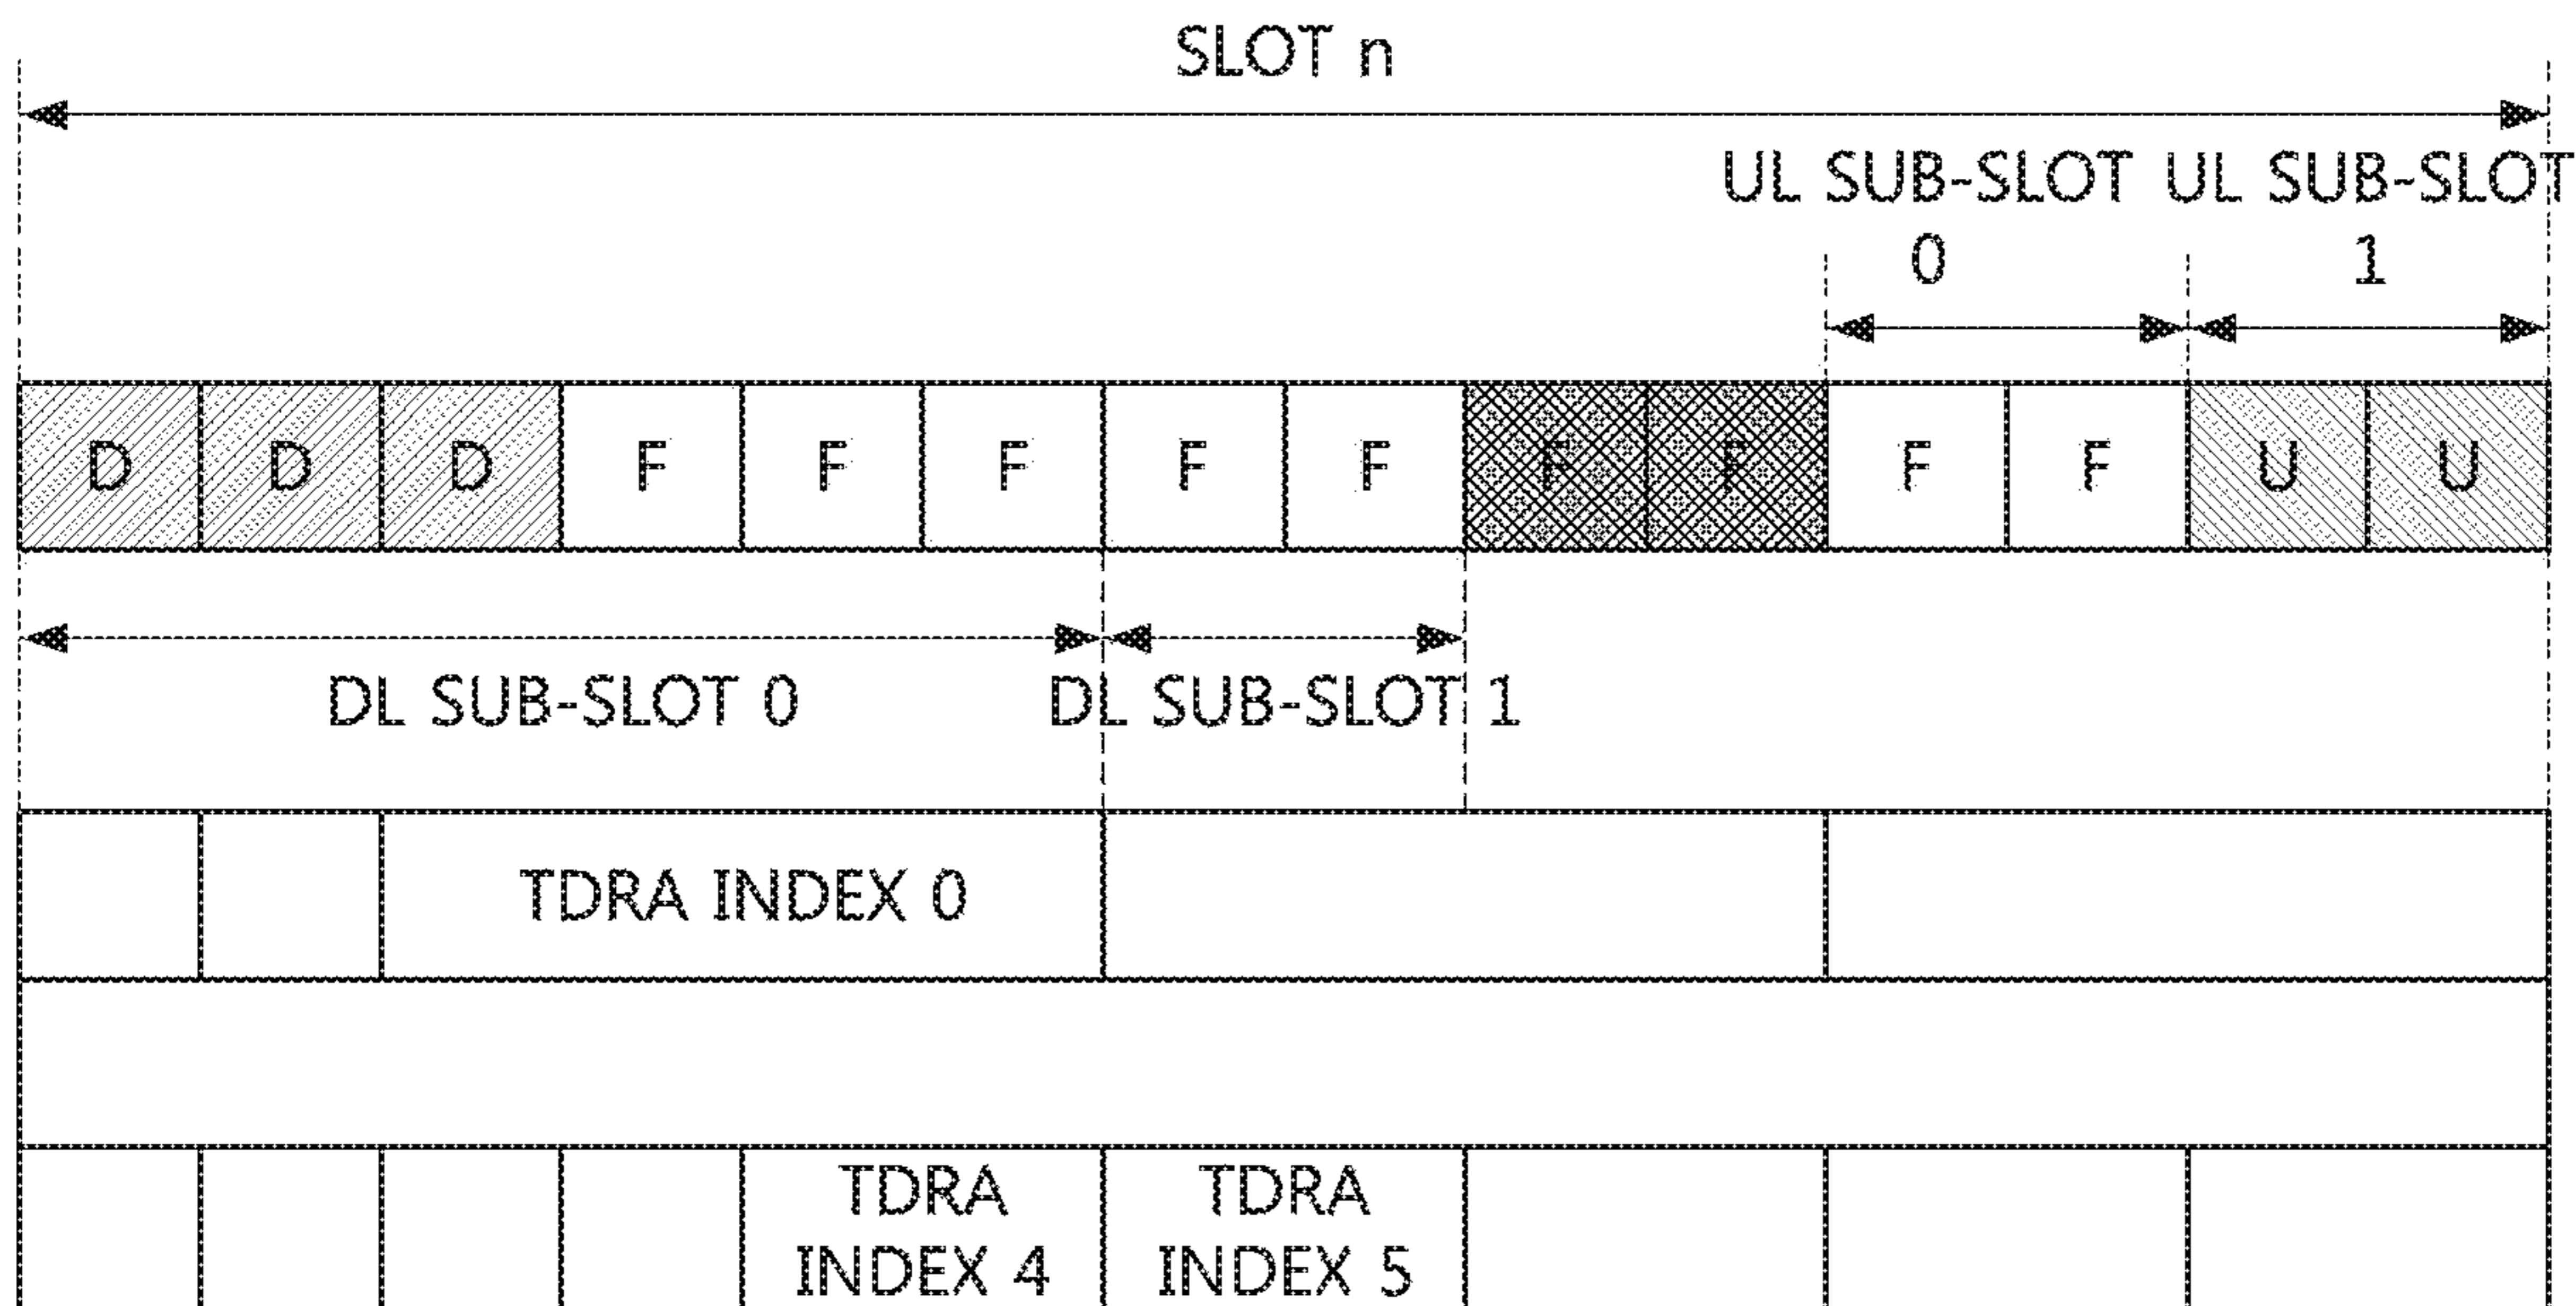 SLOT n
UL SUB-SLOT UL SUB-SLOT
0 1
D D D F F F F F F F F F U U
DL SUB-SLOT 0 DL SUB-SLOT 1
TDRA INDEX 0
TDRA TDRA
INDEX 4 INDEX 5